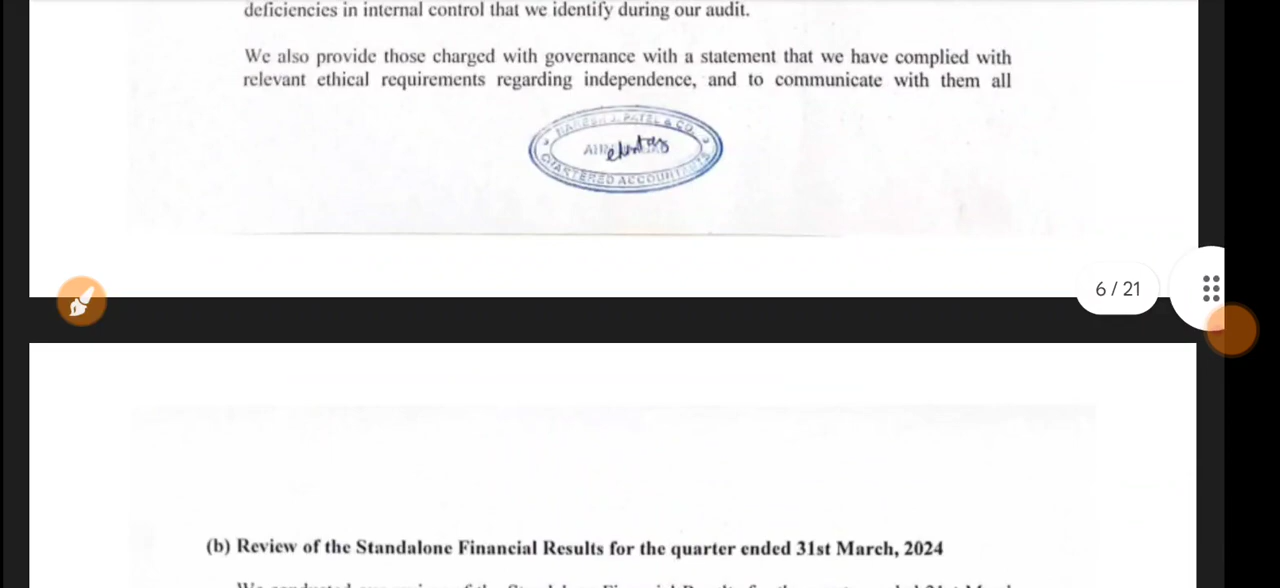 deficiencies in internal control that we identify during our audit.
We also provide those charged with governance with a statement that we have complied with
relevant ethical requirements regarding independence, and to communicate with them all
J. PATEL & CO.
CHARTERED ACCOUNTANTS
6 / 21
(b) Review of the Standalone Financial Results for the quarter ended 31st March, 2024